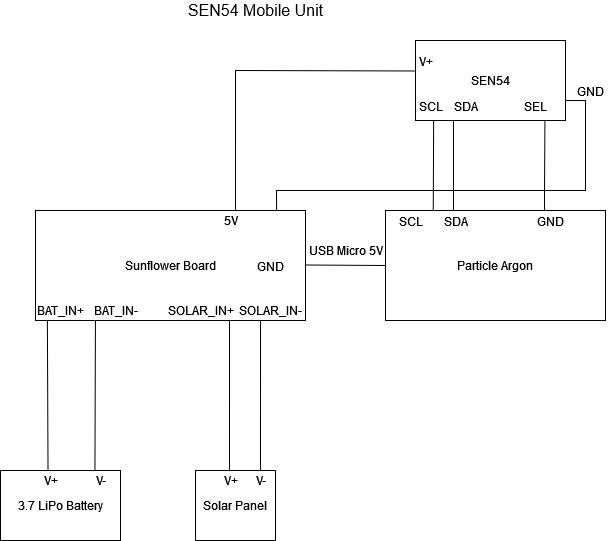 SEN54 Mobile Unit
V+
SEN54
GND
SCL SDA SEL
5V
SCL SDA GND
USB Micro 5V
Sunflower Board GND
Particle Argon
BAT_IN+ BAT_IN- SOLAR_IN+ SOLAR_IN-
V+ V- V+ V-
3.7 LiPo Battery
Solar Panel